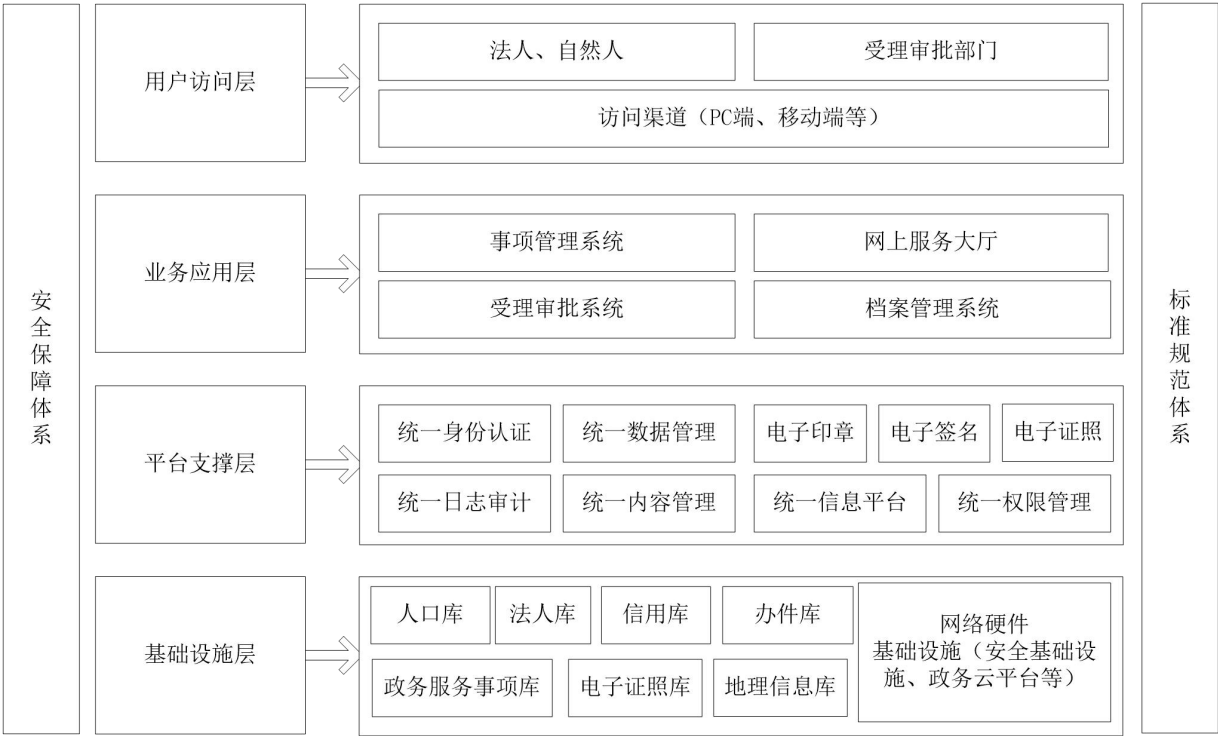 安全保障体系
用户访问层
法人、自然人
受理审批部门
访问渠道（PC端、移动端等）
业务应用层
事项管理系统
网上服务大厅
受理审批系统
档案管理系统
平台支撑层
统一身份认证
统一数据管理
电子印章
电子签名
电子证照
统一日志审计
统一内容管理
统一信息平台
统一权限管理
基础设施层
人口库
法人库
信用库
办件库
政务服务事项库
电子证照库
地理信息库
网络硬件
基础设施（安全基础设
施、政务云平台等）
标准规范体系